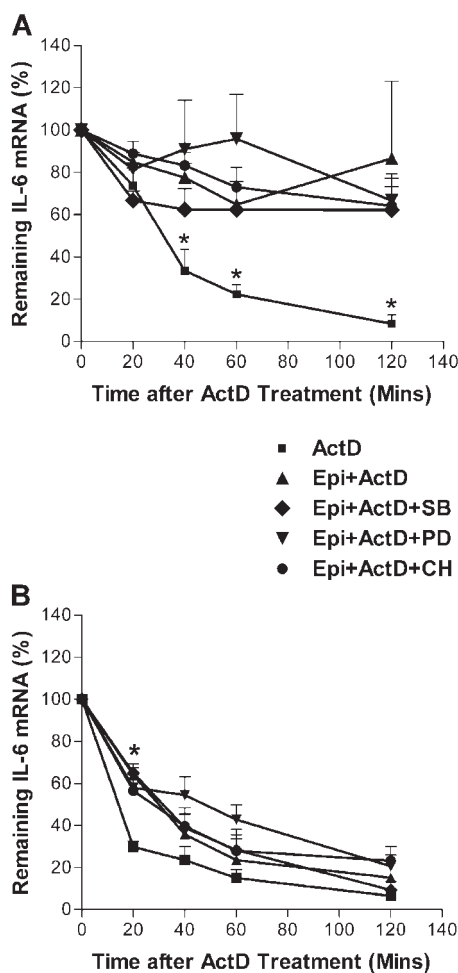 A
Remaining IL-6 mRNA (%)
140
120
100
80
60
40
20
0
* * *
0 20 40 60 80 100 120 140
Time after ActD Treatment (Mins)
ActD
Epi+ActD
Epi+ActD+SB
Epi+ActD+PD
Epi+ActD+CH
B
Remaining IL-6 mRNA (%)
140
120
100
80
60
40
20
0
*
0 20 40 60 80 100 120 140
Time after ActD Treatment (Mins)